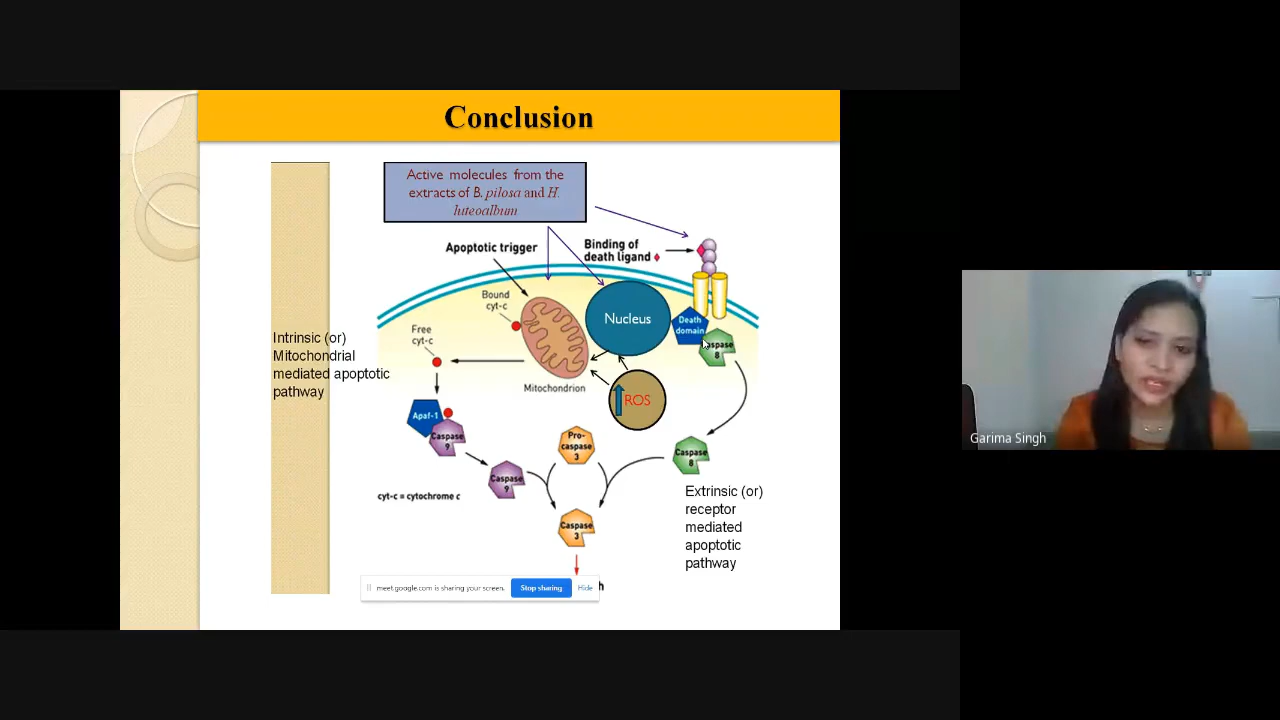 Conclusion
Active molecules from the
extracts of B. pilosa and H.
luteoalbum
Apoptotic trigger
Binding of
death ligand
Bound
cyt-c
Nucleus
Death
domain
Caspase
8
Free
cyt-c
Intrinsic (or)
Mitochondrial
mediated apoptotic
pathway
Mitochondrion
ROS
Apaf-1
Caspase
9
Pro-
caspase
3
Caspase
8
Caspase
9
cyt-c = cytochrome c
Caspase
3
Extrinsic (or)
receptor
mediated
apoptotic
pathway
meet.google.com is sharing your screen.
Stop sharing
Hide
h
Garima Singh